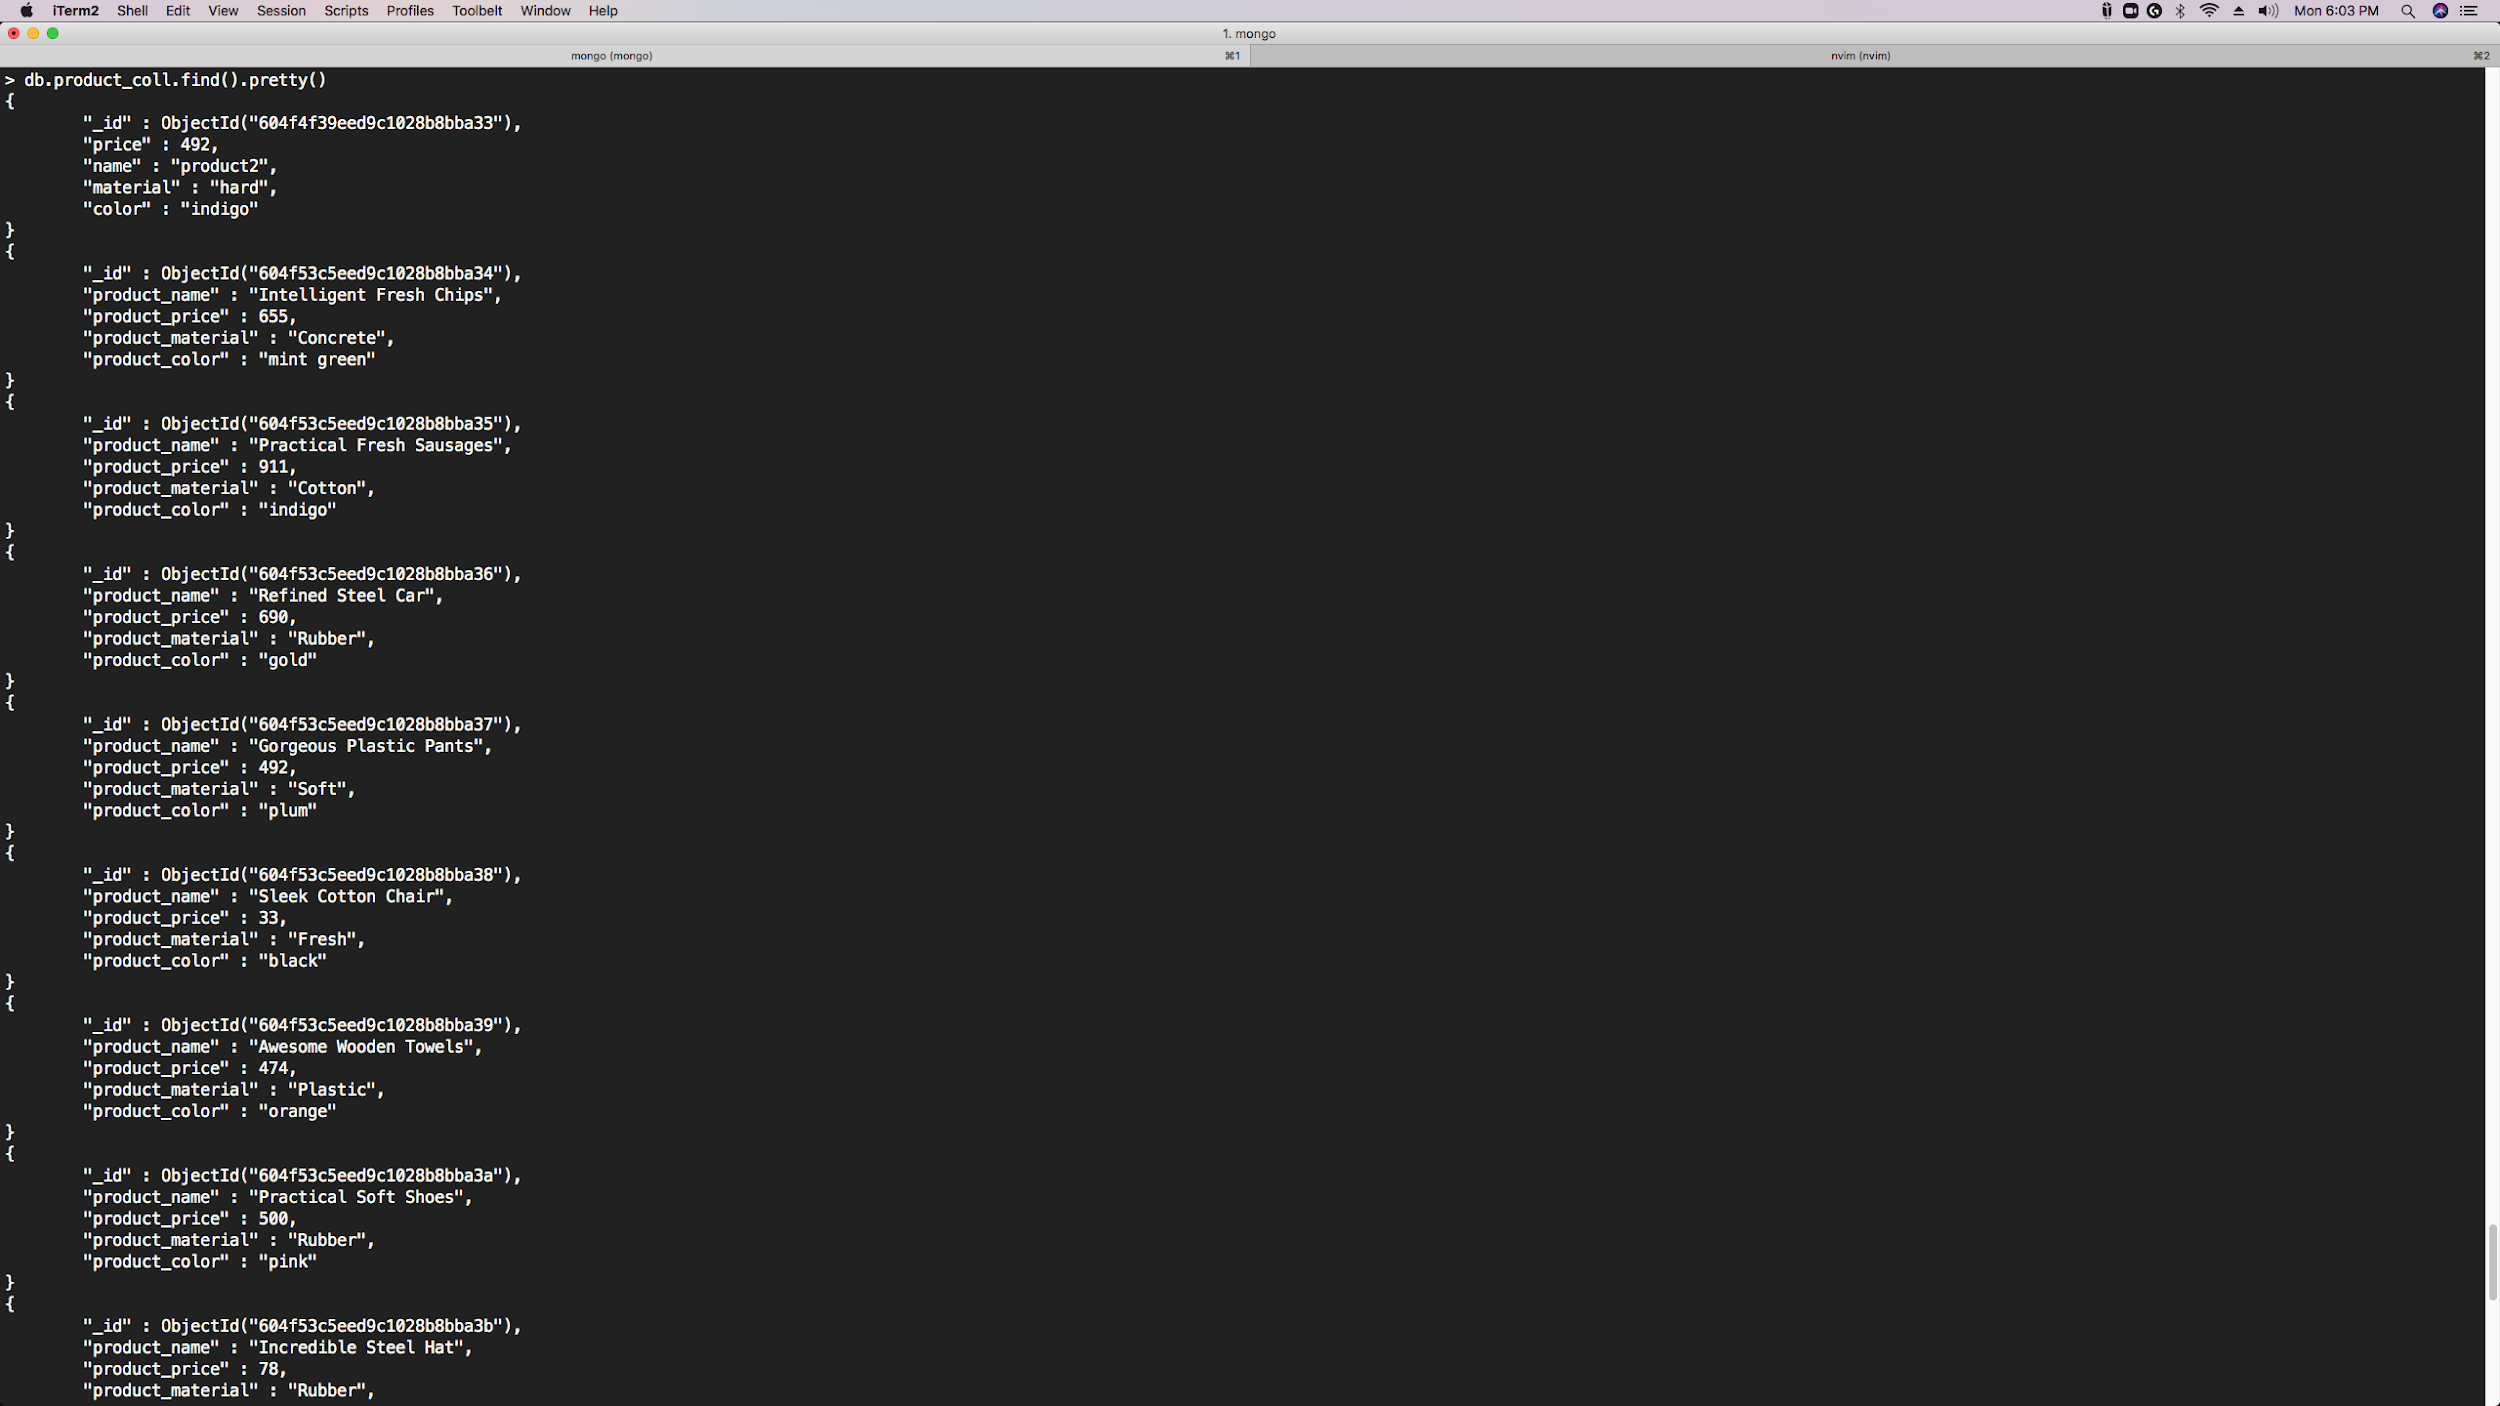 iTerm2 Shell Edit View Session Scripts Profiles Toolbelt Window Help Mon 6:03 PM
1. mongo
mongo (mongo) ⌘1 nvim (nvim) ⌘2
> db.product_coll.find().pretty()
{
"_id" : ObjectId("604f4f39eed9c1028b8bba33"),
"price" : 492,
"name" : "product2",
"material" : "hard",
"color" : "indigo"
}
{
"_id" : ObjectId("604f53c5eed9c1028b8bba34"),
"product_name" : "Intelligent Fresh Chips",
"product_price" : 655,
"product_material" : "Concrete",
"product_color" : "mint green"
}
{
"_id" : ObjectId("604f53c5eed9c1028b8bba35"),
"product_name" : "Practical Fresh Sausages",
"product_price" : 911,
"product_material" : "Cotton",
"product_color" : "indigo"
}
{
"_id" : ObjectId("604f53c5eed9c1028b8bba36"),
"product_name" : "Refined Steel Car",
"product_price" : 690,
"product_material" : "Rubber",
"product_color" : "gold"
}
{
"_id" : ObjectId("604f53c5eed9c1028b8bba37"),
"product_name" : "Gorgeous Plastic Pants",
"product_price" : 492,
"product_material" : "Soft",
"product_color" : "plum"
}
{
"_id" : ObjectId("604f53c5eed9c1028b8bba38"),
"product_name" : "Sleek Cotton Chair",
"product_price" : 33,
"product_material" : "Fresh",
"product_color" : "black"
}
{
"_id" : ObjectId("604f53c5eed9c1028b8bba39"),
"product_name" : "Awesome Wooden Towels",
"product_price" : 474,
"product_material" : "Plastic",
"product_color" : "orange"
}
{
"_id" : ObjectId("604f53c5eed9c1028b8bba3a"),
"product_name" : "Practical Soft Shoes",
"product_price" : 500,
"product_material" : "Rubber",
"product_color" : "pink"
}
{
"_id" : ObjectId("604f53c5eed9c1028b8bba3b"),
"product_name" : "Incredible Steel Hat",
"product_price" : 78,
"product_material" : "Rubber",